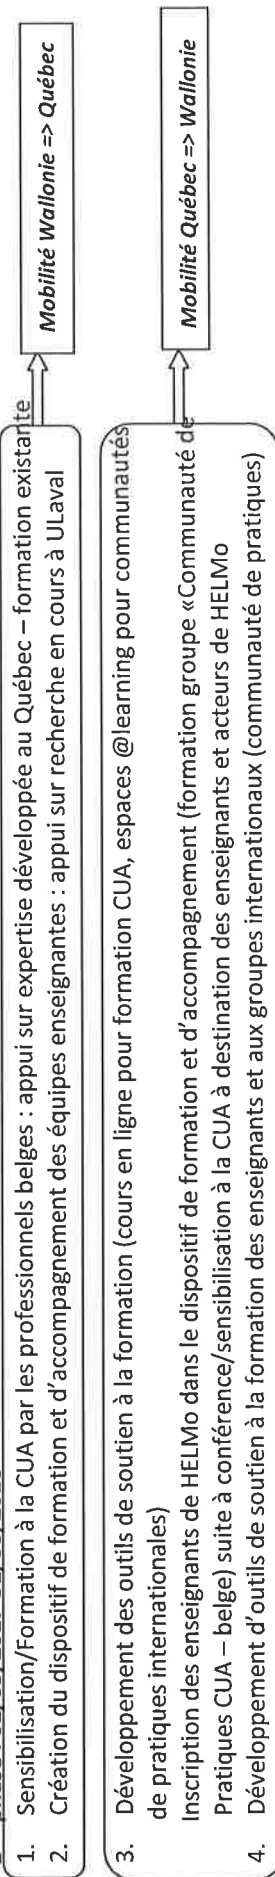 1. Sensibilisation/Formation à la CUA par les professionnels belges : appui sur expertise développée au Québec – formation existante
2. Création du dispositif de formation et d'accompagnement des équipes enseignantes : appui sur recherche en cours à ULaval
Mobilité Wallonie => Québec
3. Développement des outils de soutien à la formation (cours en ligne pour formation CUA, espaces @learning pour communautés
de pratiques internationales)
Inscription des enseignants de HELMo dans le dispositif de formation et d'accompagnement (formation groupe «Communauté de
Pratiques CUA – belge) suite à conférence/sensibilisation à la CUA à destination des enseignants et acteurs de HELMo
4. Développement d'outils de soutien à la formation des enseignants et aux groupes internationaux (communauté de pratiques)
Mobilité Québec => Wallonie